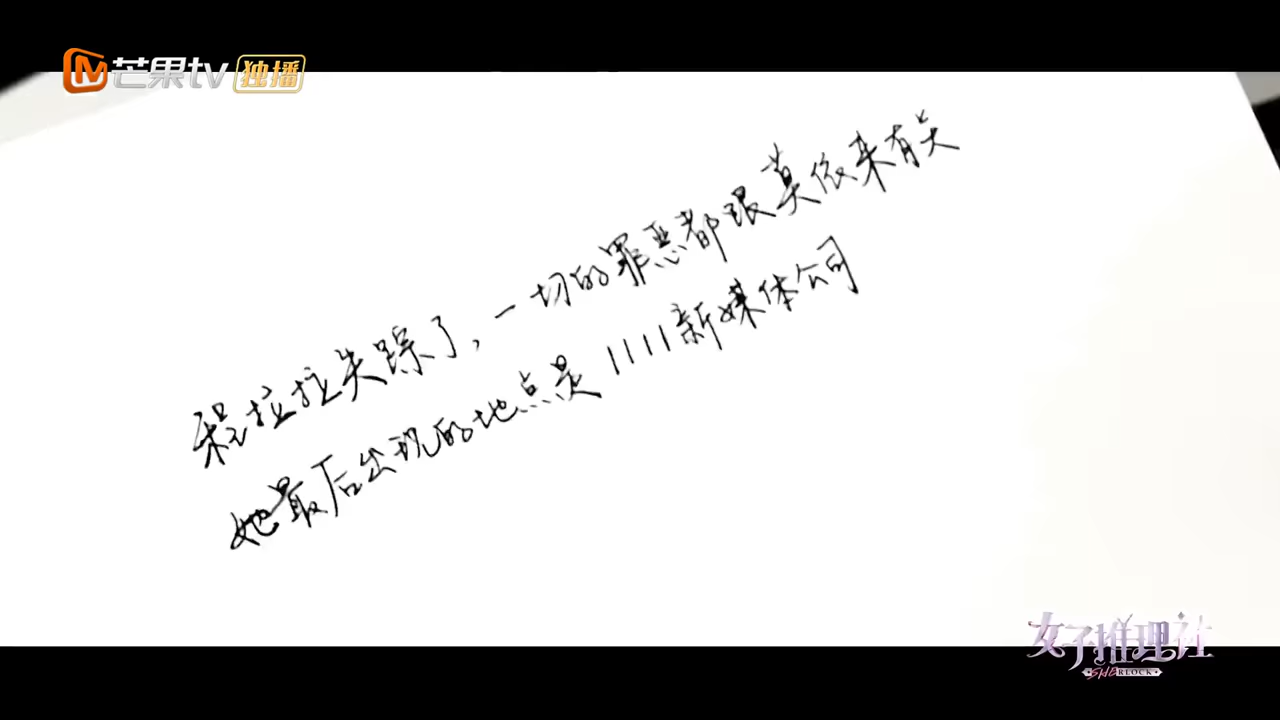 芒果tv 独播
程拉拉失踪了,一切的罪恶都跟莫依来有关
她最后出现的地点是1111新媒体公司
女子推理社
SHERLOCK